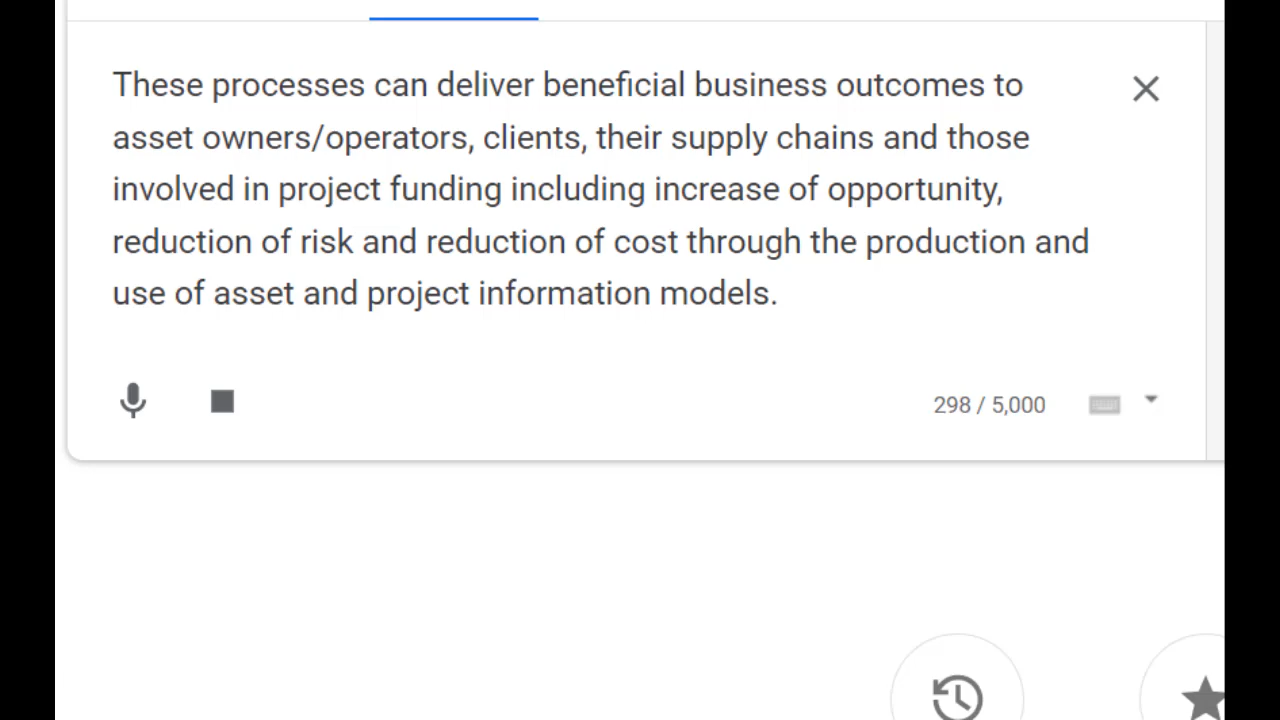 These processes can deliver beneficial business outcomes to
asset owners/operators, clients, their supply chains and those
involved in project funding including increase of opportunity,
reduction of risk and reduction of cost through the production and
use of asset and project information models.
298 / 5,000